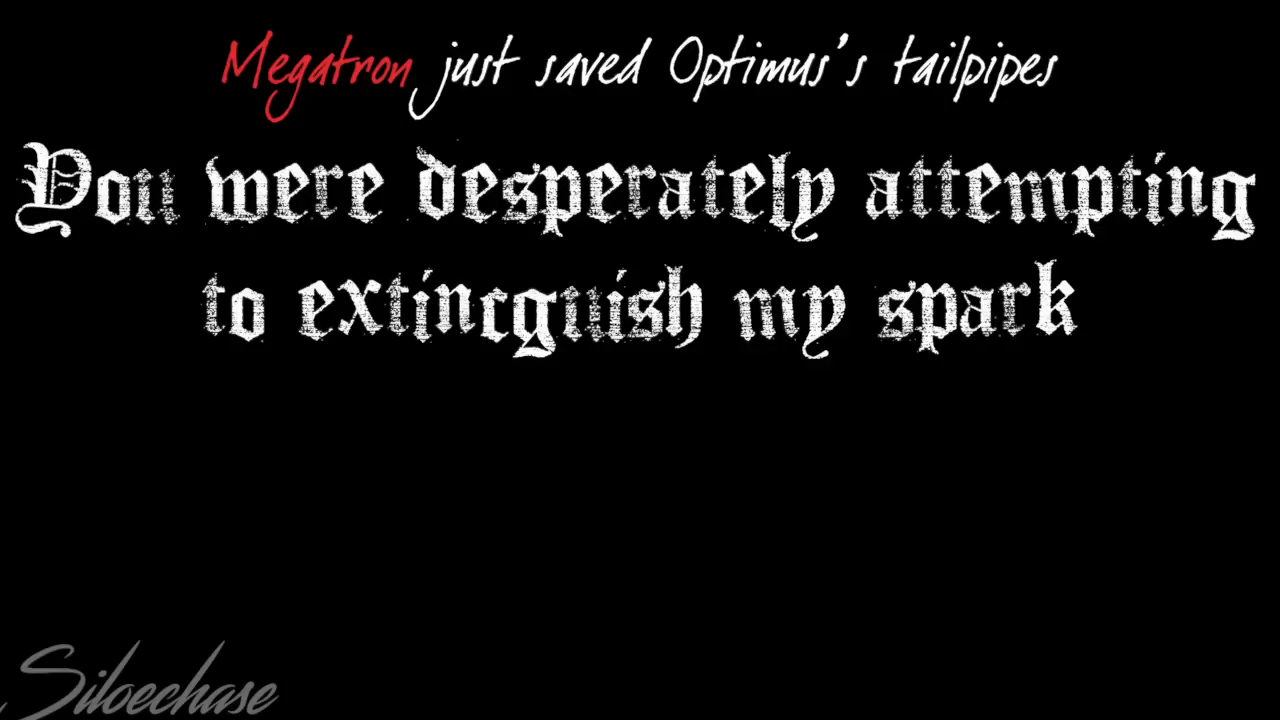 Megatron just saved Optimus's tailpipes
You were desperately attempting
to extincguish my spark
Siloechase